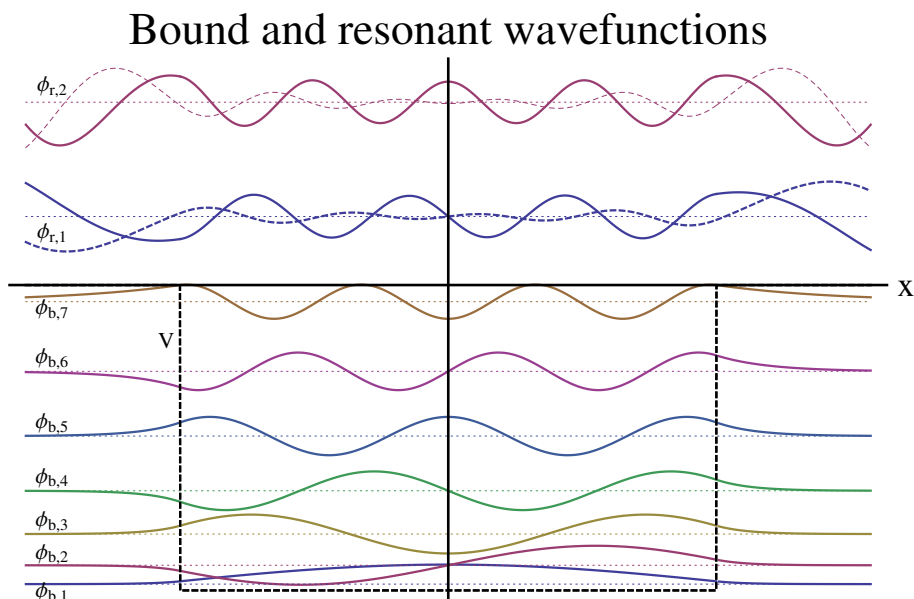 Bound and resonant wavefunctions
ϕr,2
ϕr,1
x
ϕb,7
V
ϕb,6
ϕb,5
ϕb,4
ϕb,3
ϕb,2
ϕb,1